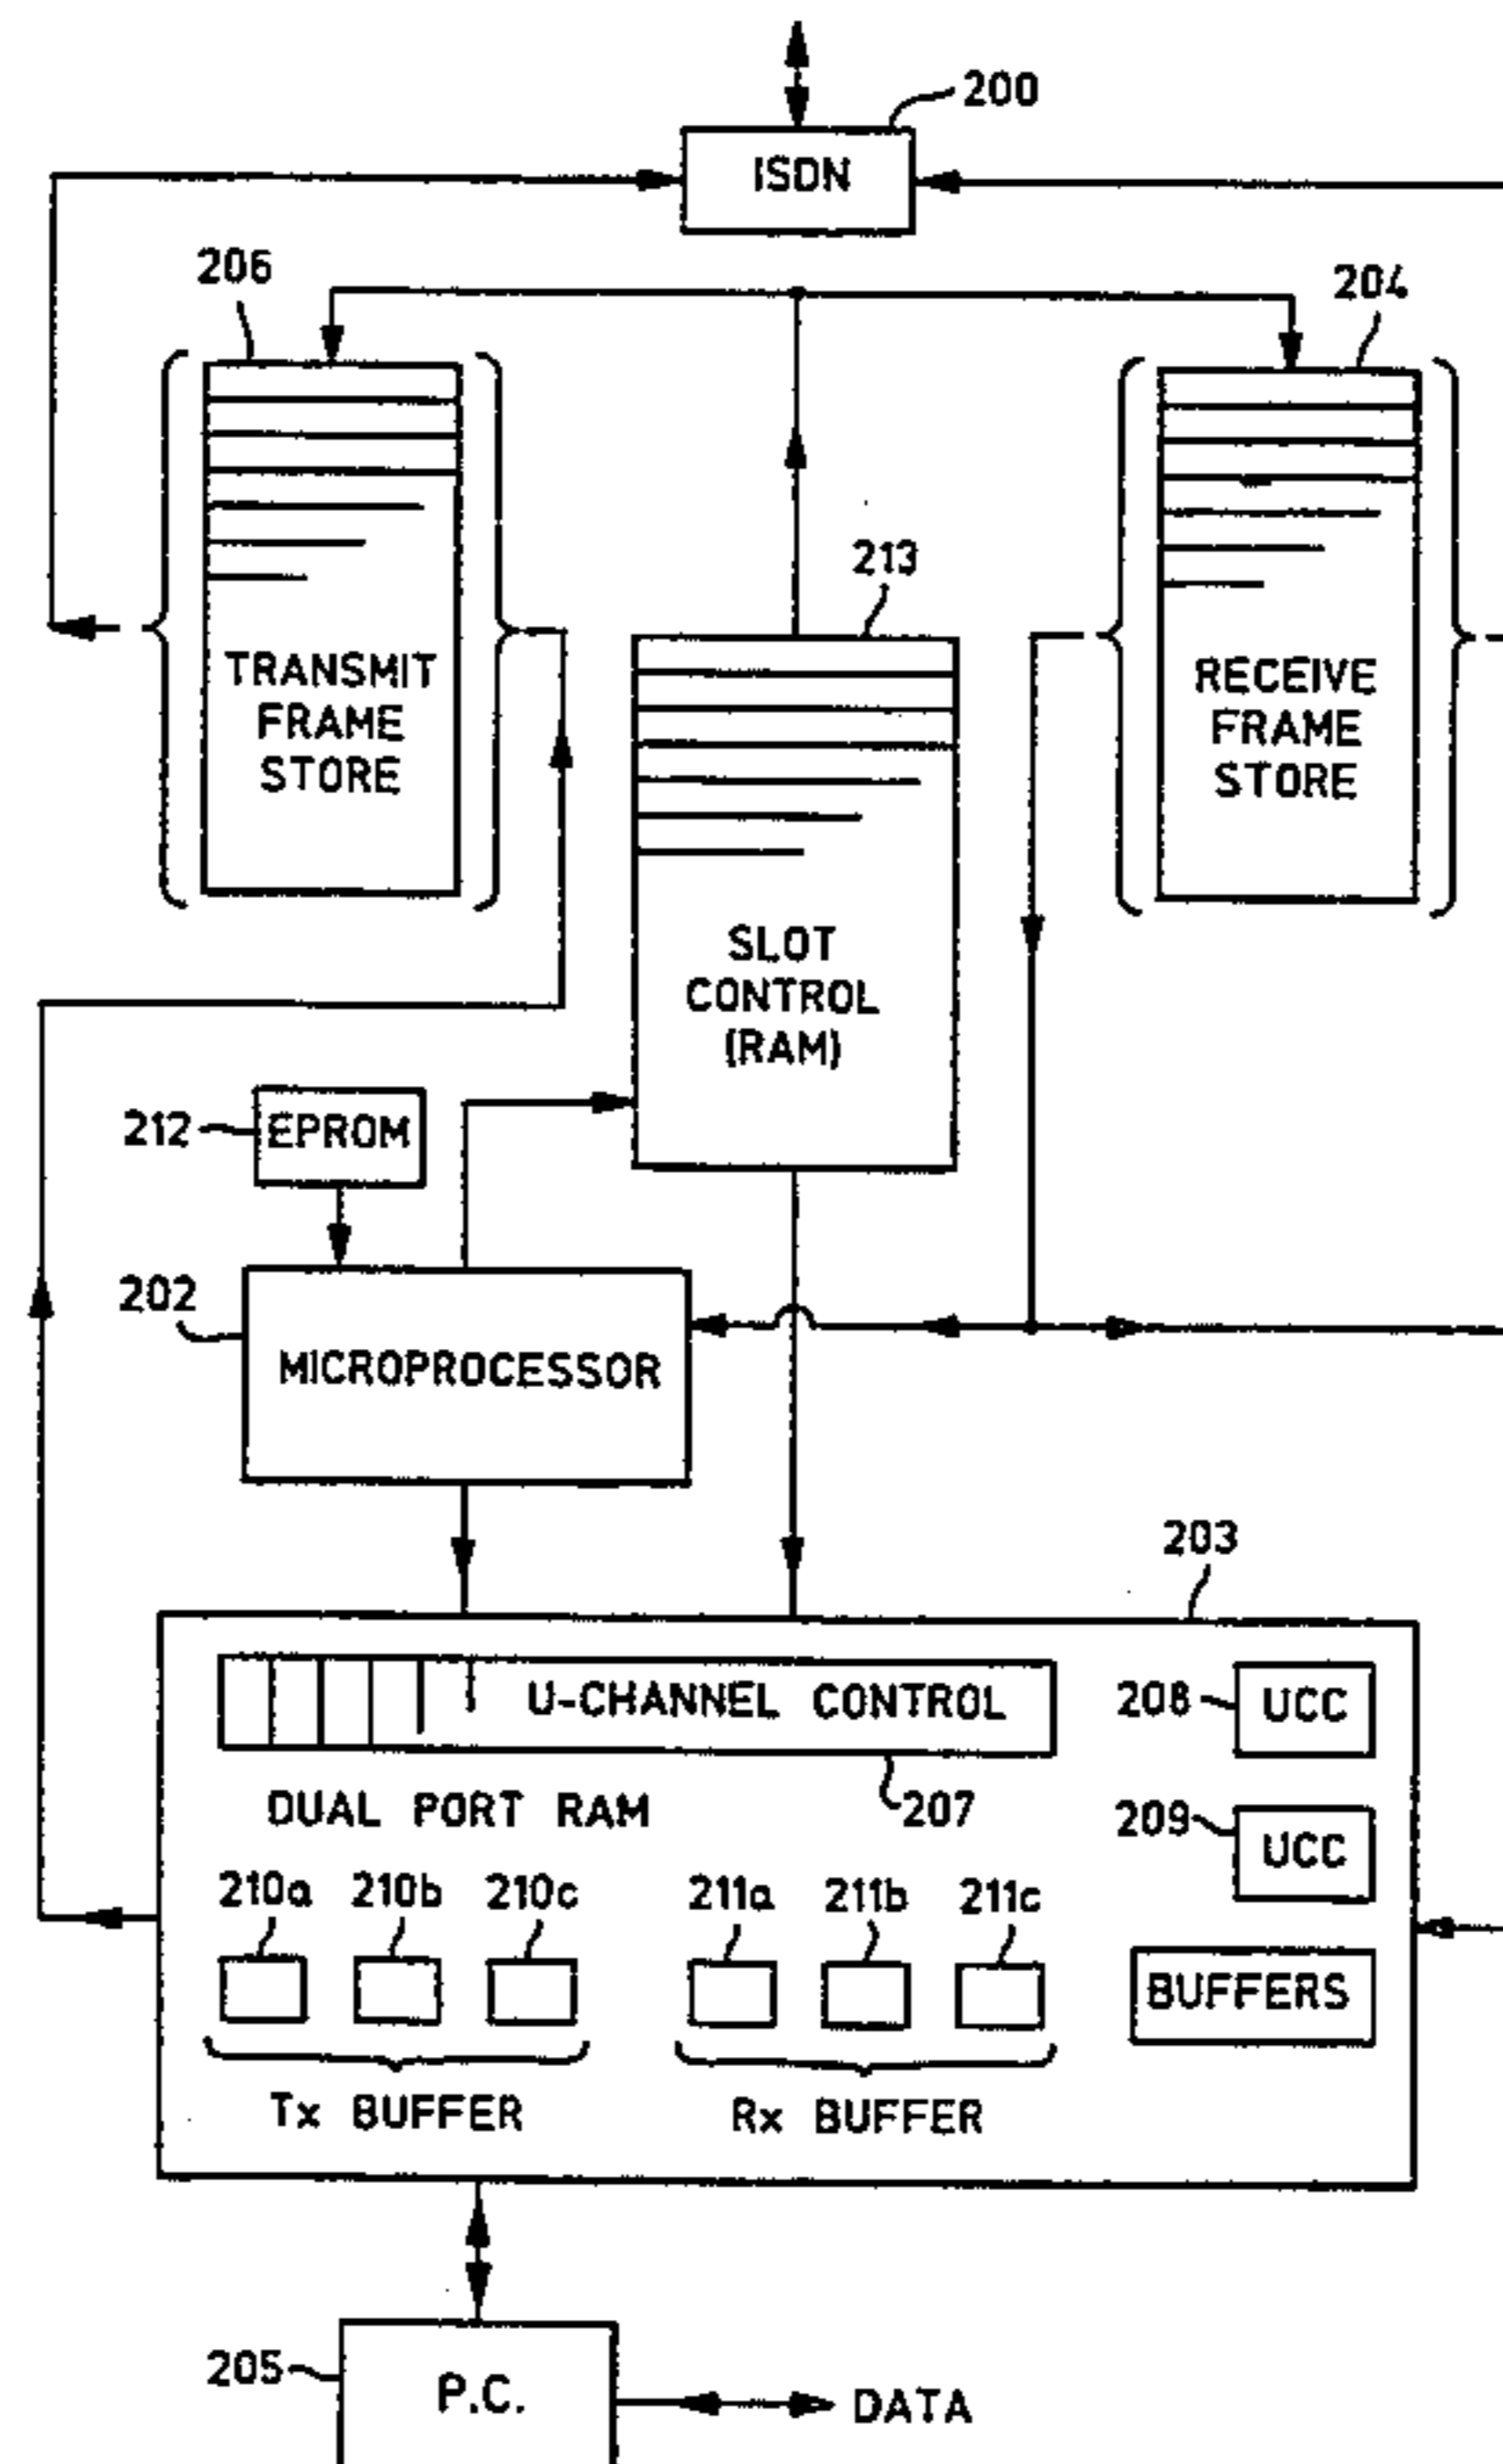 200
ISDN
206
204
213
TRANSMIT
FRAME
STORE
RECEIVE
FRAME
STORE
SLOT
CONTROL
(RAM)
212
EPROM
202
MICROPROCESSOR
203
U-CHANNEL CONTROL
208
UCC
DUAL PORT RAM
207
209
UCC
210a
210b
210c
211a
211b
211c
BUFFERS
Tx BUFFER
Rx BUFFER
205
P.C.
DATA